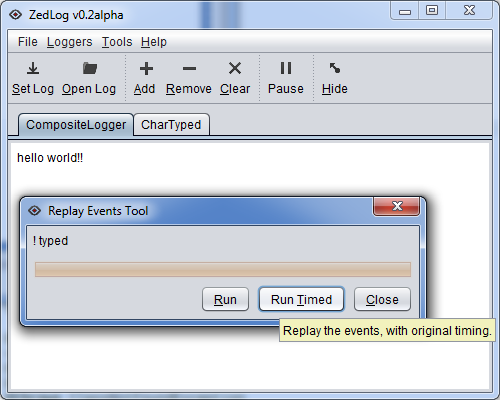 ZedLog v0.2alpha
File Loggers Tools Help
Set Log Open Log Add Remove Clear Pause Hide
CompositeLogger CharTyped
hello world!!
Replay Events Tool
! typed
Run Run Timed Close
Replay the events, with original timing.